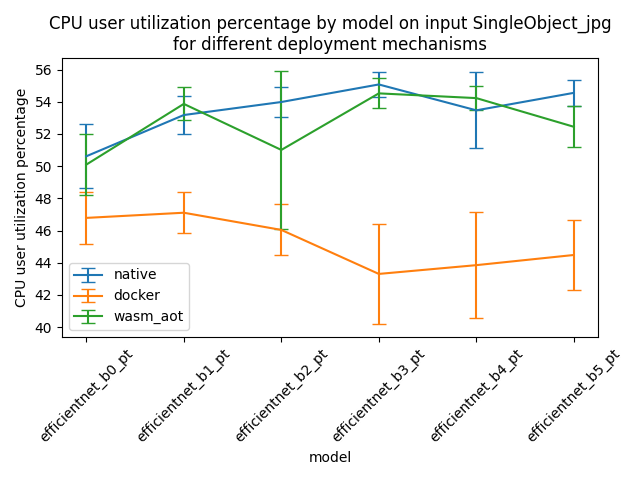 CPU user utilization percentage by model on input SingleObject_jpg
for different deployment mechanisms
CPU user utilization percentage
56
54
52
50
48
46
44
42
40
native
docker
wasm_aot
efficientnet_b0_pt
efficientnet_b1_pt
efficientnet_b2_pt
efficientnet_b3_pt
efficientnet_b4_pt
efficientnet_b5_pt
model